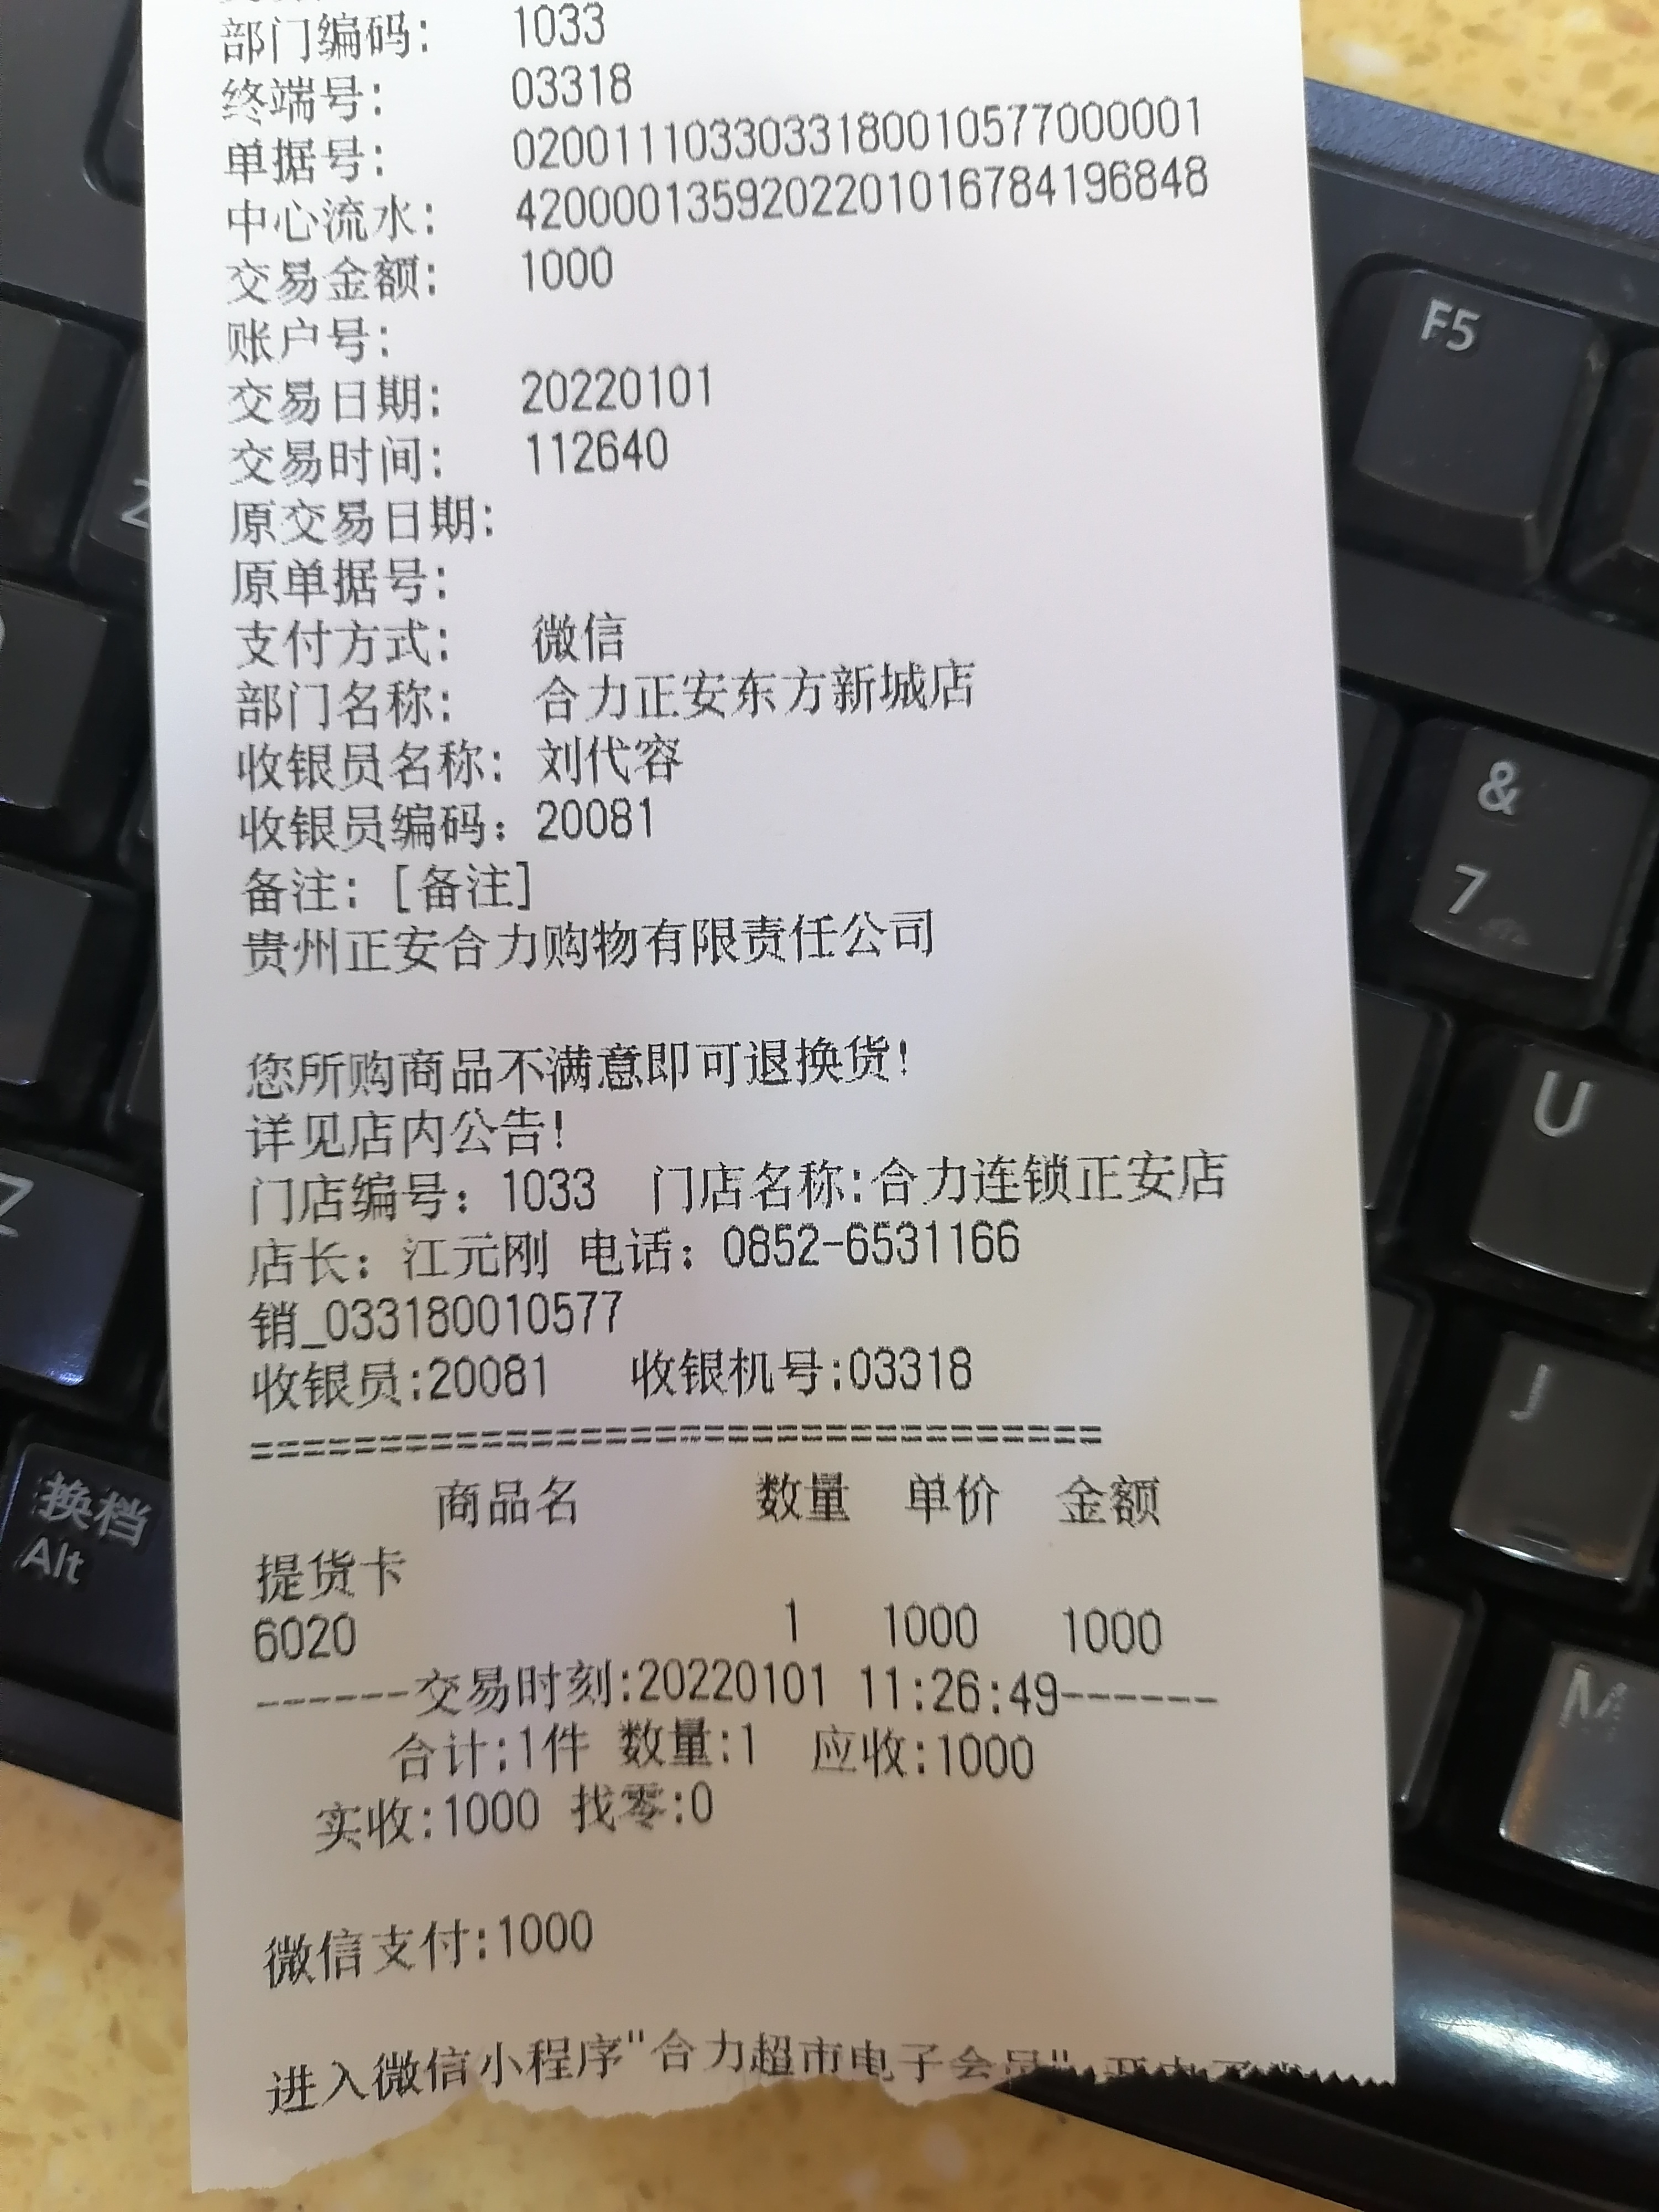 部门编码: 1033
终端号: 03318
单据号: 0200111033033180010577000001
中心流水: 4200001359202201016784196848
交易金额: 1000
账户号:
交易日期: 20220101
交易时间: 112640
原交易日期:
原单据号:
支付方式: 微信
部门名称: 合力正安东方新城店
收银员名称: 刘代容
收银员编码: 20081
备注: [备注]
贵州正安合力购物有限责任公司
您所购商品不满意即可退换货!
详见店内公告!
门店编号: 1033 门店名称:合力连锁正安店
店长: 江元刚 电话: 0852-6531166
销_033180010577
收银员:20081 收银机号:03318
=================================
商品名 数量 单价 金额
提货卡
6020 1 1000 1000
------交易时刻:20220101 11:26:49------
合计:1件 数量:1 应收:1000
实收:1000 找零:0
微信支付:1000
进入微信小程序"合力超市电子会员"
F5
&
7
U
J
M
Z
2
换档
Alt